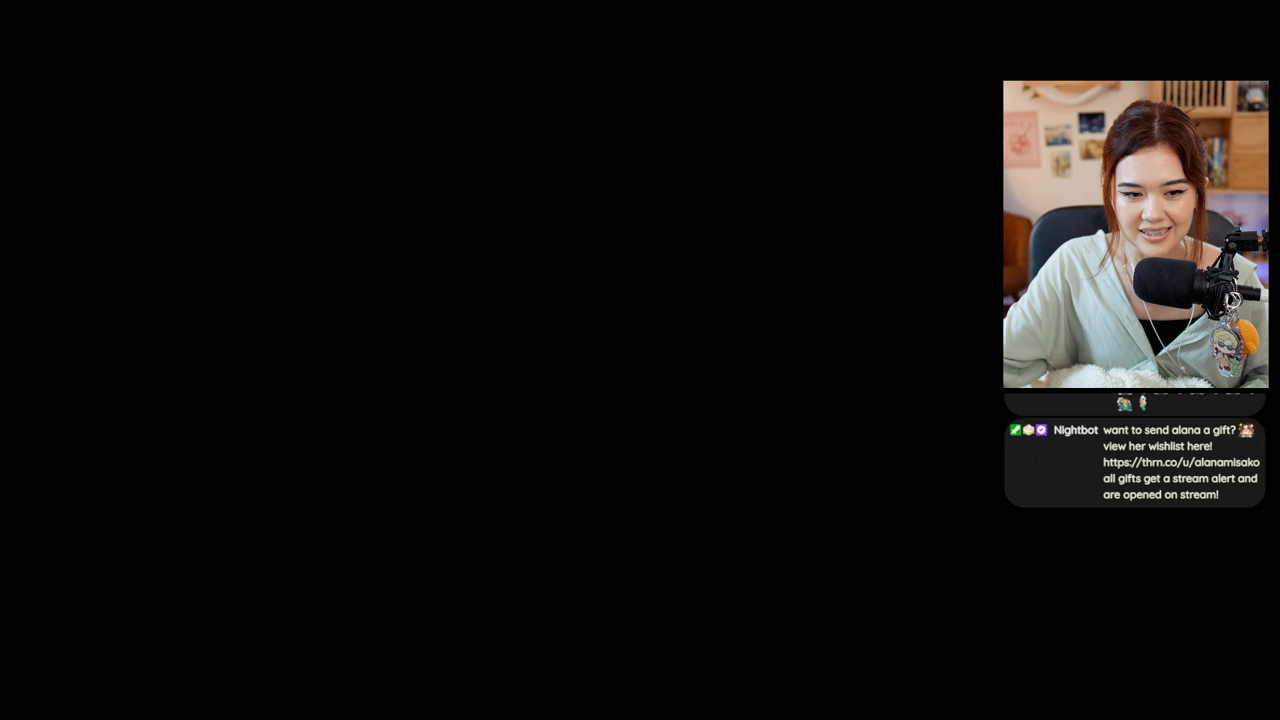 Nightbot want to send alana a gift?
view her wishlist here!
https://thrn.co/u/alanamisako
all gifts get a stream alert and
are opened on stream!